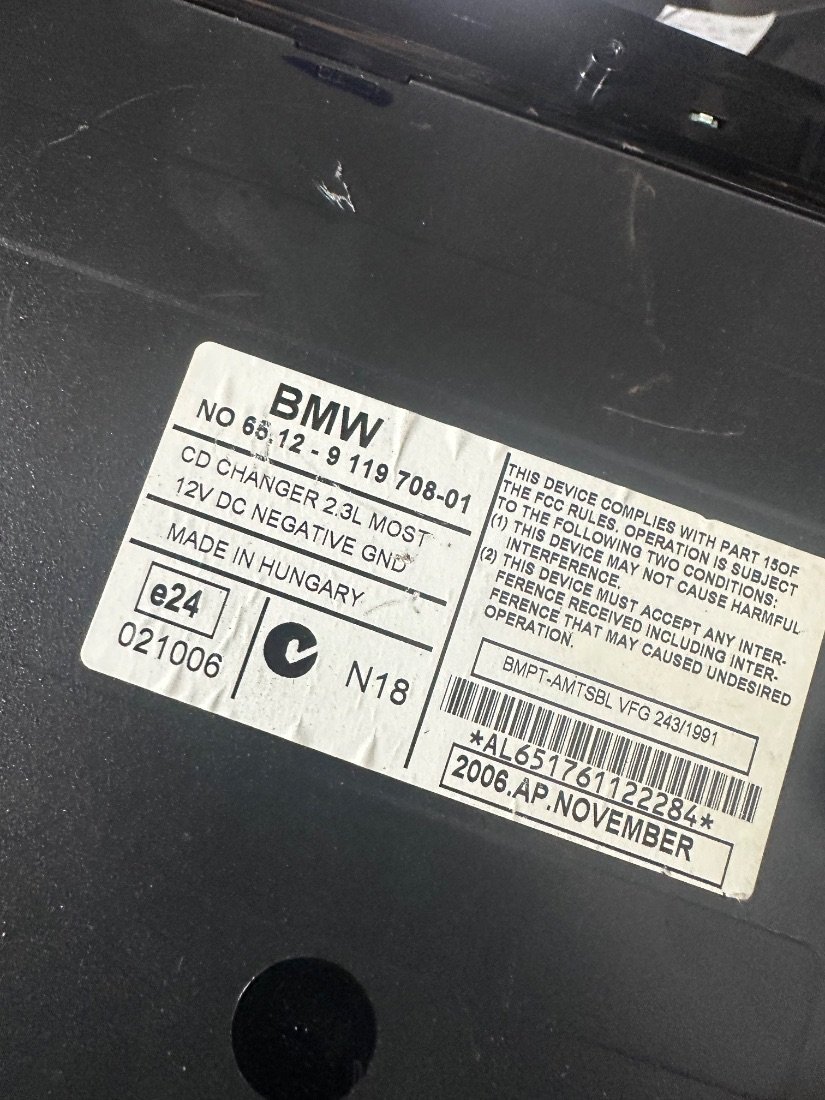 BMW
NO 65.12 - 9 119 708-01
CD CHANGER 2.3L MOST
12V DC NEGATIVE GND
MADE IN HUNGARY
e24
021006
N18
THIS DEVICE COMPLIES WITH PART 15OF
THE FCC RULES. OPERATION IS SUBJECT
TO THE FOLLOWING TWO CONDITIONS:
(1) THIS DEVICE MAY NOT CAUSE HARMFUL
INTERFERENCE.
(2) THIS DEVICE MUST ACCEPT ANY INTER-
FERENCE RECEIVED INCLUDING INTER-
FERENCE THAT MAY CAUSED UNDESIRED
OPERATION.
BMPT-AMTSBL VFG 243/1991
*AL651761122284*
2006.AP.NOVEMBER